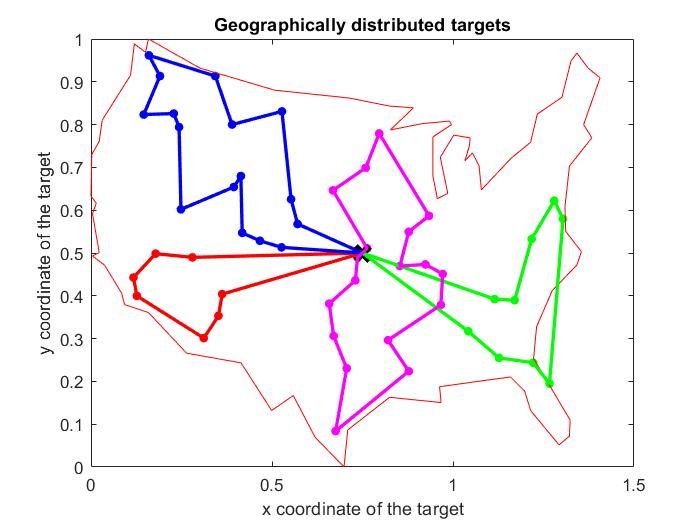 Geographically distributed targets
1
0.9
0.8
0.7
0.6
0.5
0.4
0.3
0.2
0.1
0
y coordinate of the target
0 0.5 1 1.5
x coordinate of the target